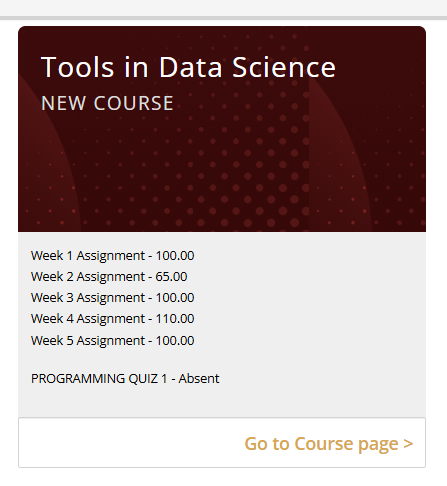 Tools in Data Science
NEW COURSE
Week 1 Assignment - 100.00
Week 2 Assignment - 65.00
Week 3 Assignment - 100.00
Week 4 Assignment - 110.00
Week 5 Assignment - 100.00
PROGRAMMING QUIZ 1 - Absent
Go to Course page >